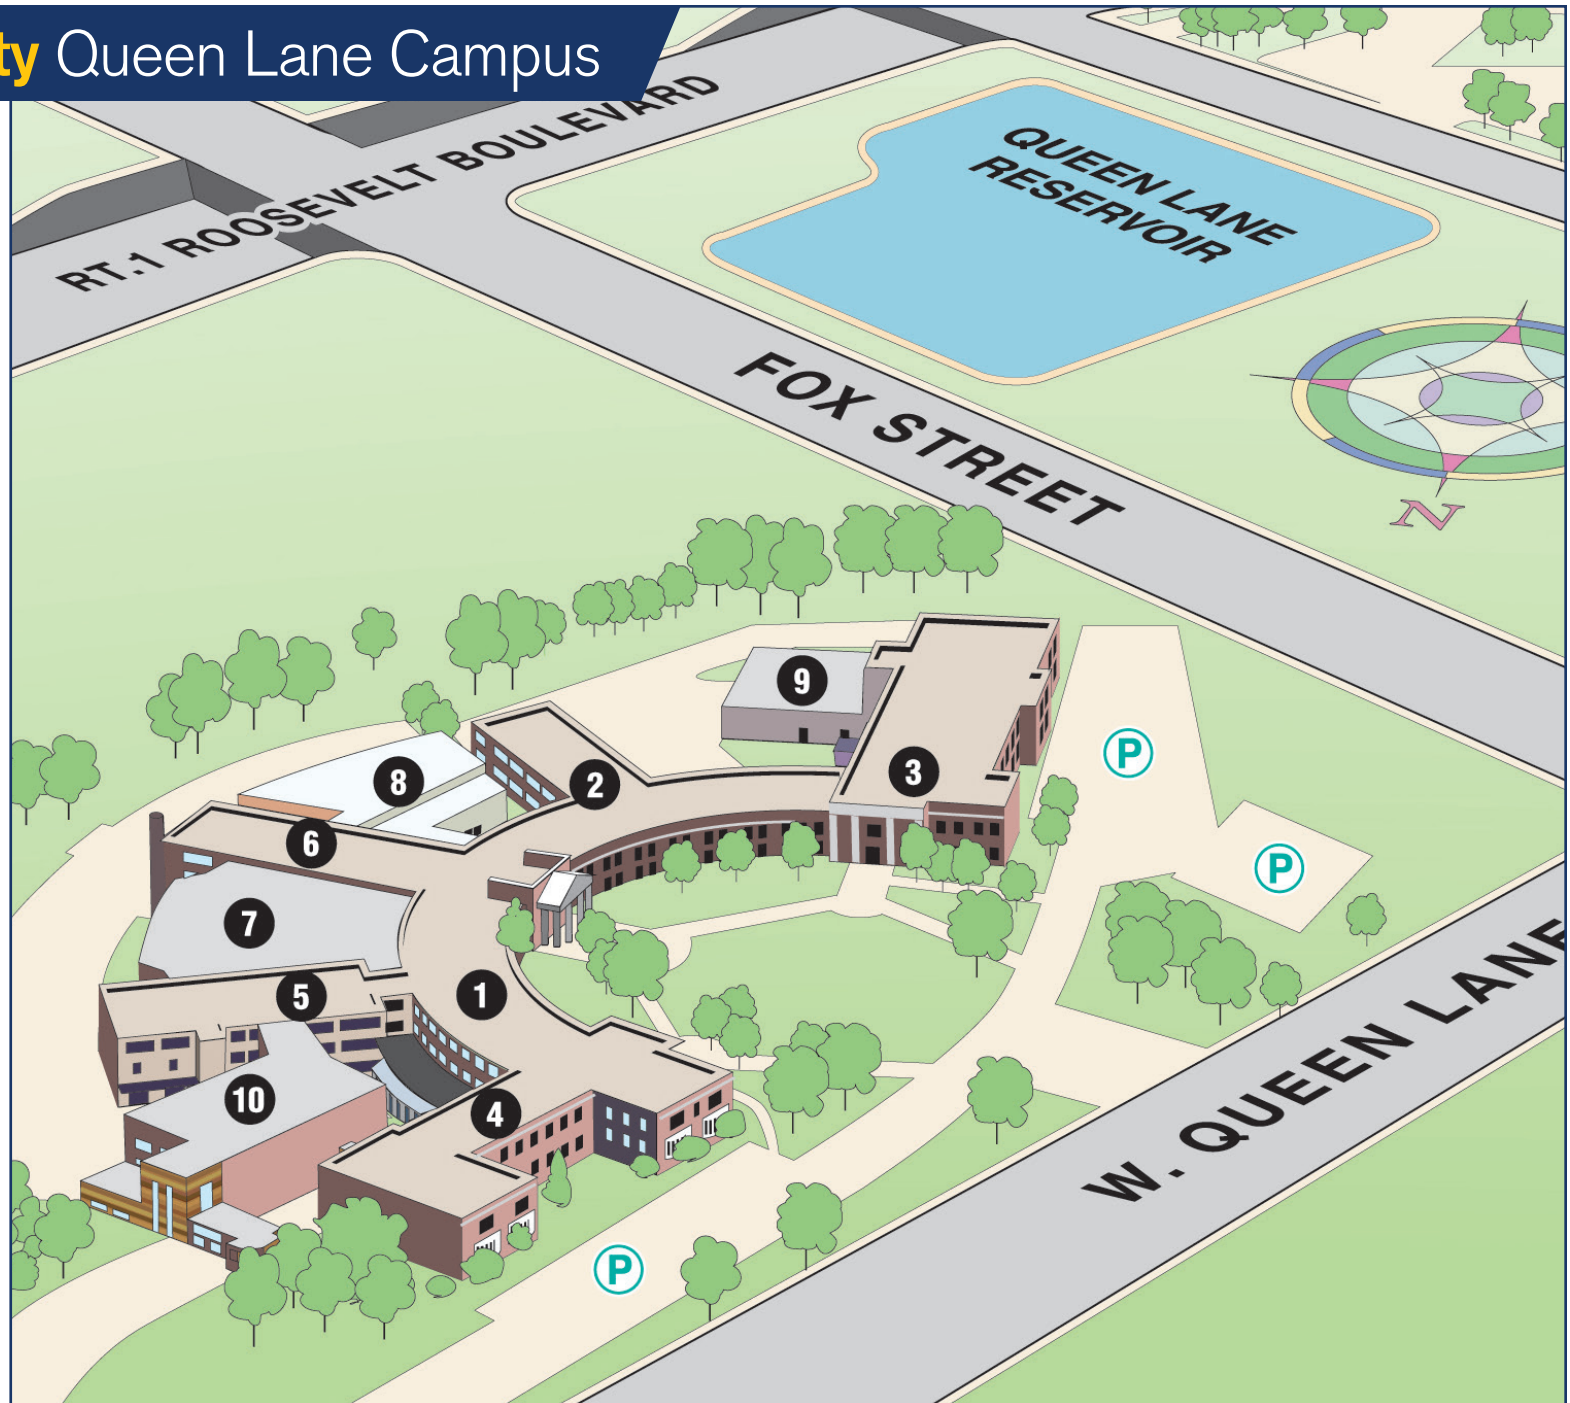 ty Queen Lane Campus
RT.1 ROOSEVELT BOULEVARD
QUEEN LANE
RESERVOIR
FOX STREET
N
9
P
3
8
2
6
P
7
5
1
10
4
W. QUEEN LANE
P